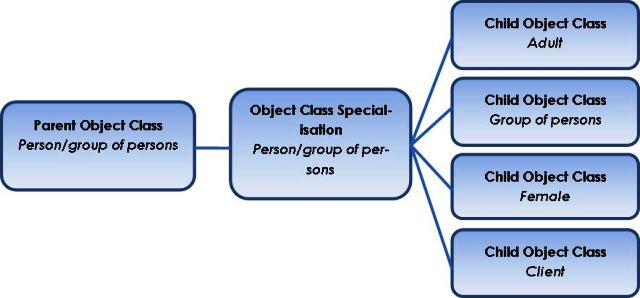 Parent Object Class
Person/group of persons
Object Class Special-
isation
Person/group of per-
sons
Child Object Class
Adult
Child Object Class
Group of persons
Child Object Class
Female
Child Object Class
Client